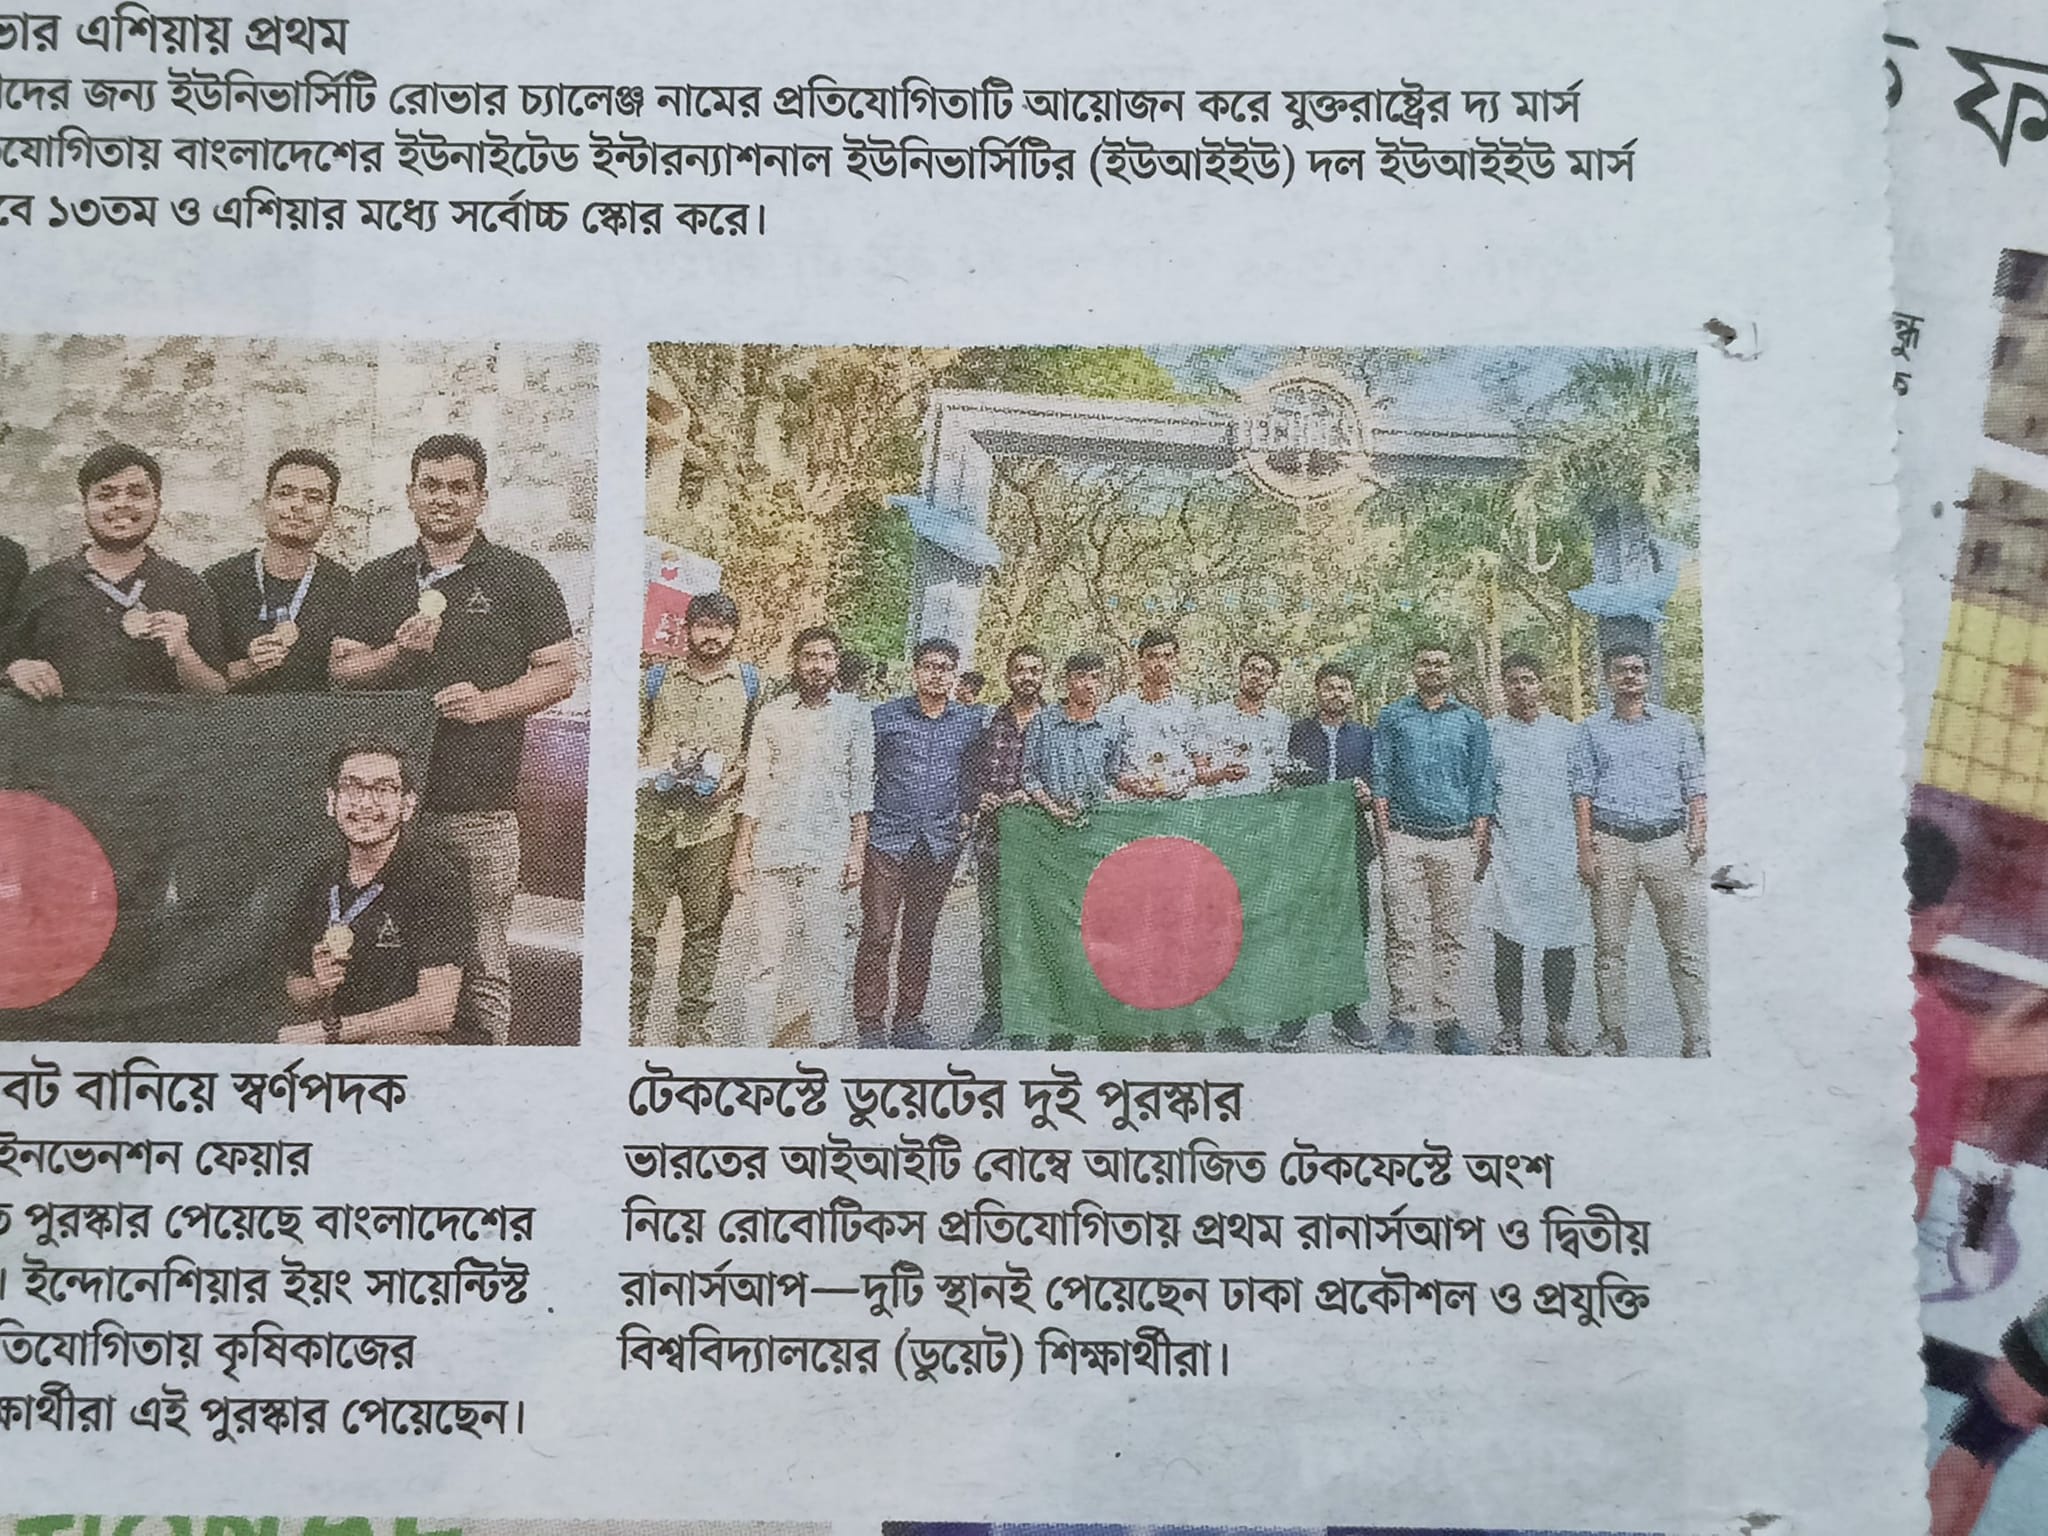 ভার এশিয়ায় প্রথম
দের জন্য ইউনিভার্সিটি রোভার চ্যালেঞ্জ নামের প্রতিযোগিতাটি আয়োজন করে যুক্তরাষ্ট্রের দ্য মার্স
যোগিতায় বাংলাদেশের ইউনাইটেড ইন্টারন্যাশনাল ইউনিভার্সিটির (ইউআইইউ) দল ইউআইইউ মার্স
বে ১৩তম ও এশিয়ার মধ্যে সর্বোচ্চ স্কোর করে।
বট বানিয়ে স্বর্ণপদক
ইনভেনশন ফেয়ার
পুরস্কার পেয়েছে বাংলাদেশের
। ইন্দোনেশিয়ার ইয়ং সায়েন্টিস্ট
তিযোগিতায় কৃষিকাজের
ক্ষার্থীরা এই পুরস্কার পেয়েছেন।
টেকফেস্টে ডুয়েটের দুই পুরস্কার
ভারতের আইআইটি বোম্বে আয়োজিত টেকফেস্টে অংশ
নিয়ে রোবোটিকস প্রতিযোগিতায় প্রথম রানার্সআপ ও দ্বিতীয়
রানার্সআপ—দুটি স্থানই পেয়েছেন ঢাকা প্রকৌশল ও প্রযুক্তি
বিশ্ববিদ্যালয়ের (ডুয়েট) শিক্ষার্থীরা।